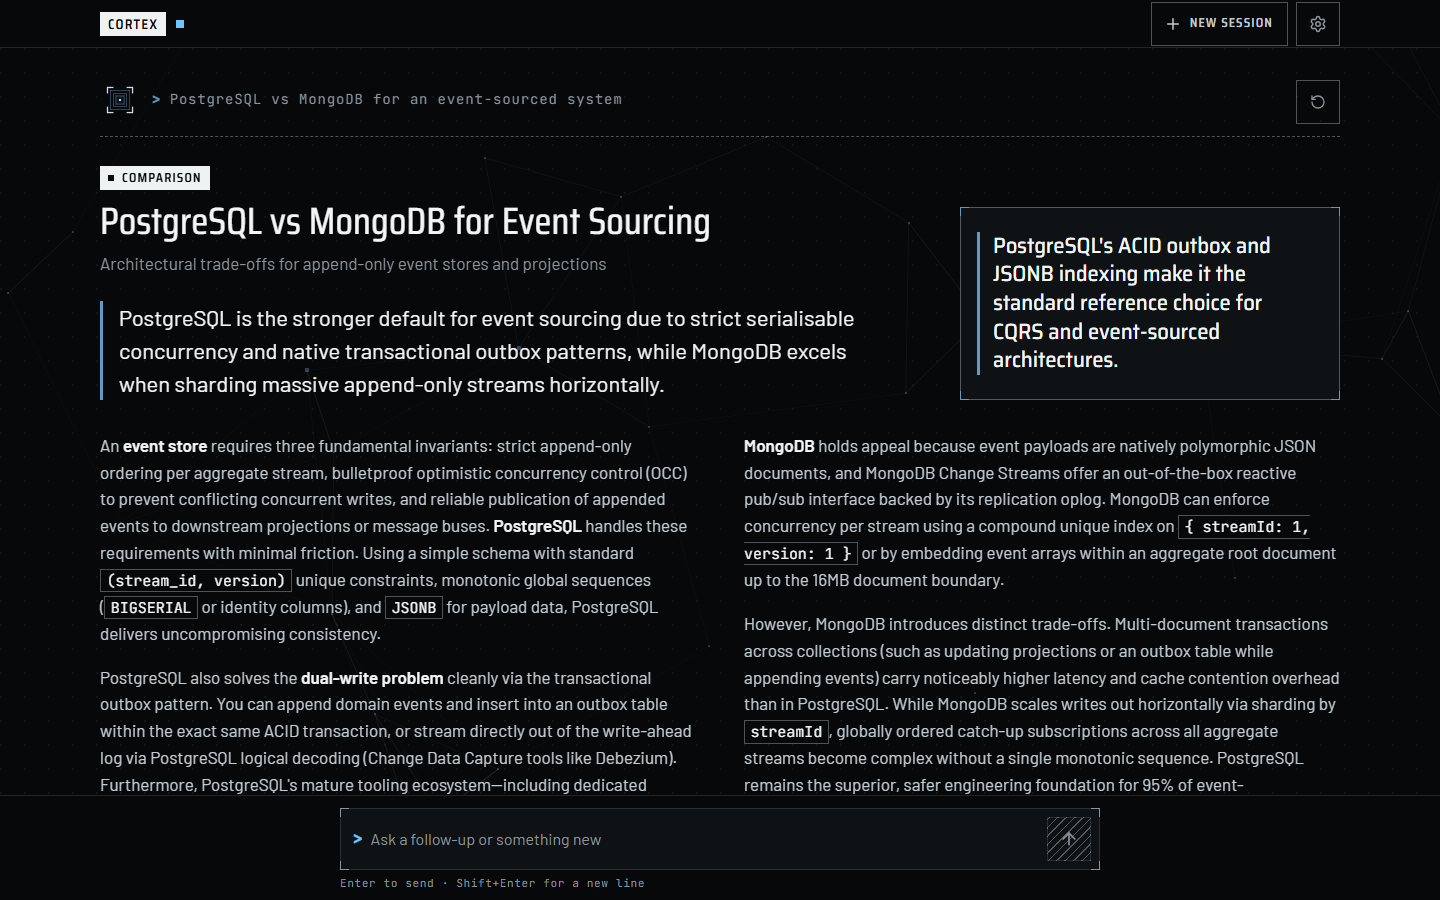 CORTEX
NEW SESSION
> PostgreSQL vs MongoDB for an event-sourced system
COMPARISON
PostgreSQL vs MongoDB for Event Sourcing
Architectural trade-offs for append-only event stores and projections
PostgreSQL is the stronger default for event sourcing due to strict serialisable
concurrency and native transactional outbox patterns, while MongoDB excels
when sharding massive append-only streams horizontally.
PostgreSQL's ACID outbox and
JSONB indexing make it the
standard reference choice for
CQRS and event-sourced
architectures.
An event store requires three fundamental invariants: strict append-only
ordering per aggregate stream, bulletproof optimistic concurrency control (OCC)
to prevent conflicting concurrent writes, and reliable publication of appended
events to downstream projections or message buses. PostgreSQL handles these
requirements with minimal friction. Using a simple schema with standard
(stream_id, version) unique constraints, monotonic global sequences
(BIGSERIAL or identity columns), and JSONB for payload data, PostgreSQL
delivers uncompromising consistency.
PostgreSQL also solves the dual-write problem cleanly via the transactional
outbox pattern. You can append domain events and insert into an outbox table
within the exact same ACID transaction, or stream directly out of the write-ahead
log via PostgreSQL logical decoding (Change Data Capture tools like Debezium).
Furthermore, PostgreSQL's mature tooling ecosystem—including dedicated
MongoDB holds appeal because event payloads are natively polymorphic JSON
documents, and MongoDB Change Streams offer an out-of-the-box reactive
pub/sub interface backed by its replication oplog. MongoDB can enforce
concurrency per stream using a compound unique index on { streamId: 1,
version: 1 } or by embedding event arrays within an aggregate root document
up to the 16MB document boundary.
However, MongoDB introduces distinct trade-offs. Multi-document transactions
across collections (such as updating projections or an outbox table while
appending events) carry noticeably higher latency and cache contention overhead
than in PostgreSQL. While MongoDB scales writes out horizontally via sharding by
streamId, globally ordered catch-up subscriptions across all aggregate
streams become complex without a single monotonic sequence. PostgreSQL
remains the superior, safer engineering foundation for 95% of event-
> Ask a follow-up or something new
Enter to send · Shift+Enter for a new line